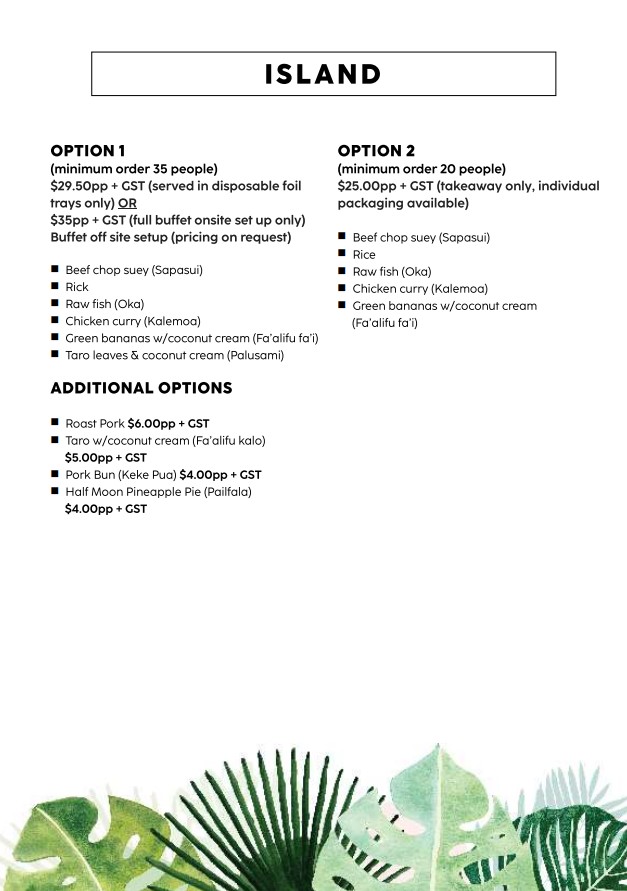 ISLAND
OPTION 1
(minimum order 35 people)
$29.50pp + GST (served in disposable foil
trays only) OR
$35pp + GST (full buffet onsite set up only)
Buffet off site setup (pricing on request)
■ Beef chop suey (Sapasui)
■ Rick
■ Raw fish (Oka)
■ Chicken curry (Kalemoa)
■ Green bananas w/coconut cream (Fa'alifu fa'i)
■ Taro leaves & coconut cream (Palusami)
ADDITIONAL OPTIONS
■ Roast Pork $6.00pp + GST
■ Taro w/coconut cream (Fa'alifu kalo)
$5.00pp + GST
■ Pork Bun (Keke Pua) $4.00pp + GST
■ Half Moon Pineapple Pie (Pailfala)
$4.00pp + GST
OPTION 2
(minimum order 20 people)
$25.00pp + GST (takeaway only, individual
packaging available)
■ Beef chop suey (Sapasui)
■ Rice
■ Raw fish (Oka)
■ Chicken curry (Kalemoa)
■ Green bananas w/coconut cream
(Fa'alifu fa'i)